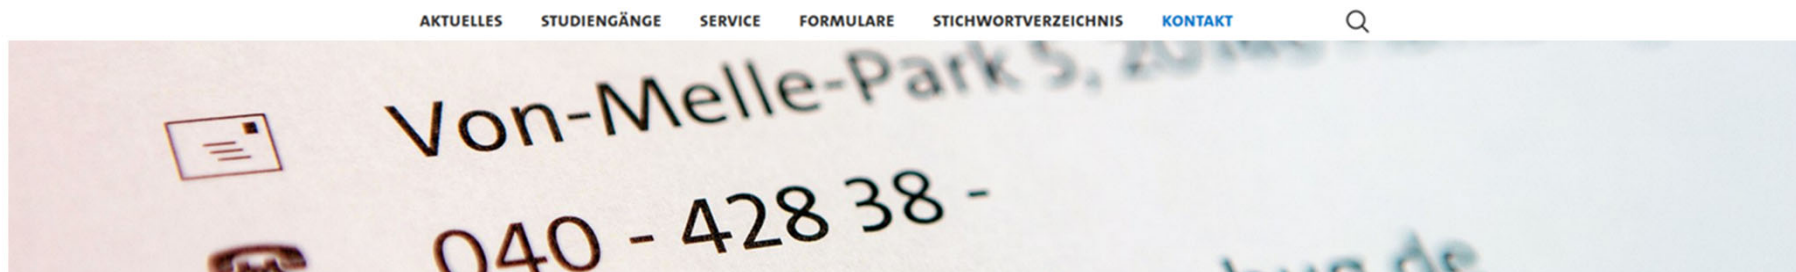 AKTUELLES STUDIENGÄNGE SERVICE FORMULARE STICHWORTVERZEICHNIS KONTAKT
Von-Melle-Park 5,
040 - 428 38 -